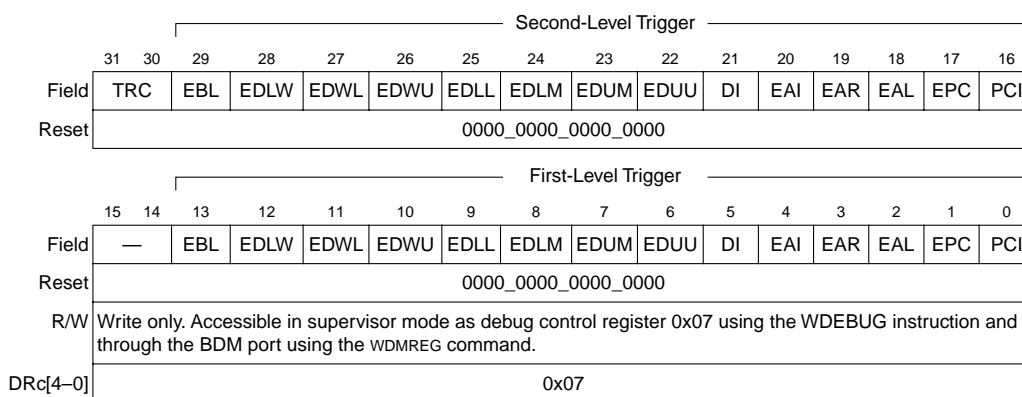 Second-Level Trigger
31 30 29 28 27 26 25 24 23 22 21 20 19 18 17 16
Field TRC EBL EDLW EDWL EDWU EDLL EDLM EDUM EDUU DI EAI EAR EAL EPC PCI
Reset 0000_0000_0000_0000
First-Level Trigger
15 14 13 12 11 10 9 8 7 6 5 4 3 2 1 0
Field — EBL EDLW EDWL EDWU EDLL EDLM EDUM EDUU DI EAI EAR EAL EPC PCI
Reset 0000_0000_0000_0000
R/W Write only. Accessible in supervisor mode as debug control register 0x07 using the WDEBUG instruction and
through the BDM port using the WDMREG command.
DRc[4–0] 0x07